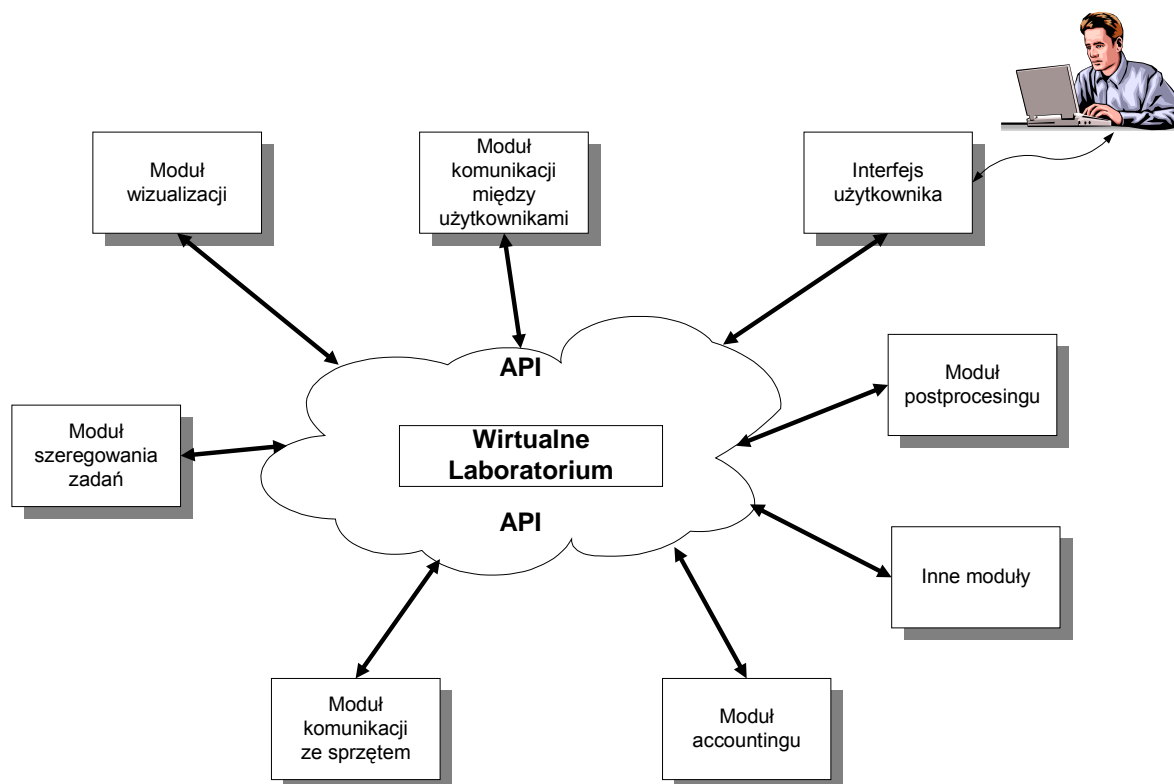 Moduł
wizualizacji
Moduł
komunikacji
między
użytkownikami
Interfejs
użytkownika
API
Moduł
postprocesingu
Moduł
szeregowania
zadań
Wirtualne
Laboratorium
API
Inne moduły
Moduł
komunikacji
ze sprzętem
Moduł
accountingu